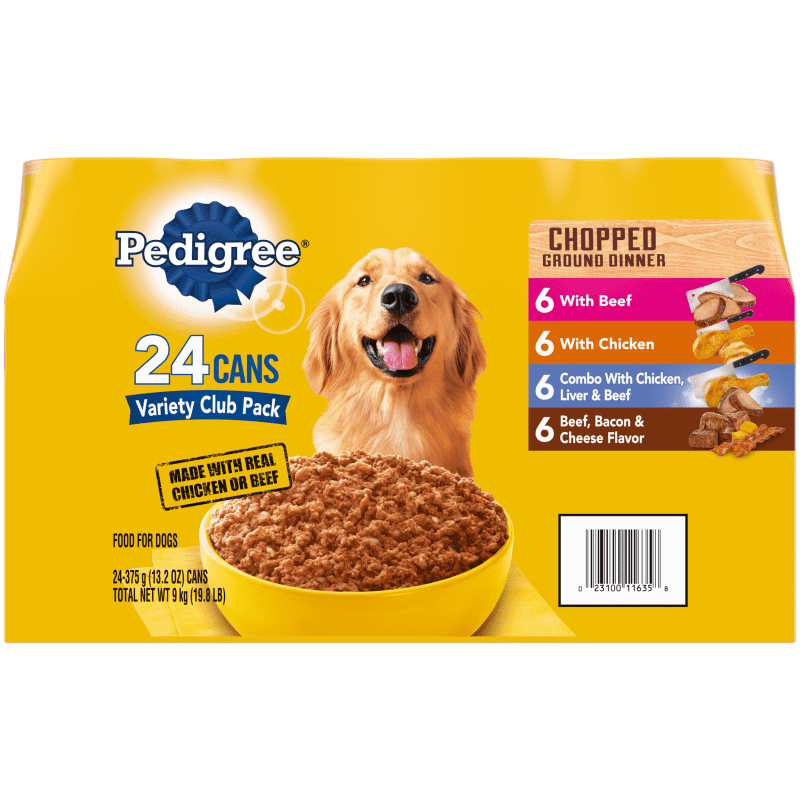 Pedigree®
24 CANS
Variety Club Pack
MADE WITH REAL
CHICKEN OR BEEF
FOOD FOR DOGS
24-375 g (13.2 OZ) CANS
TOTAL NET WT 9 kg (19.8 LB)
CHOPPED
GROUND DINNER
6 With Beef
6 With Chicken
6 Combo With Chicken,
Liver & Beef
6 Beef, Bacon &
Cheese Flavor
0 23100 11635 8